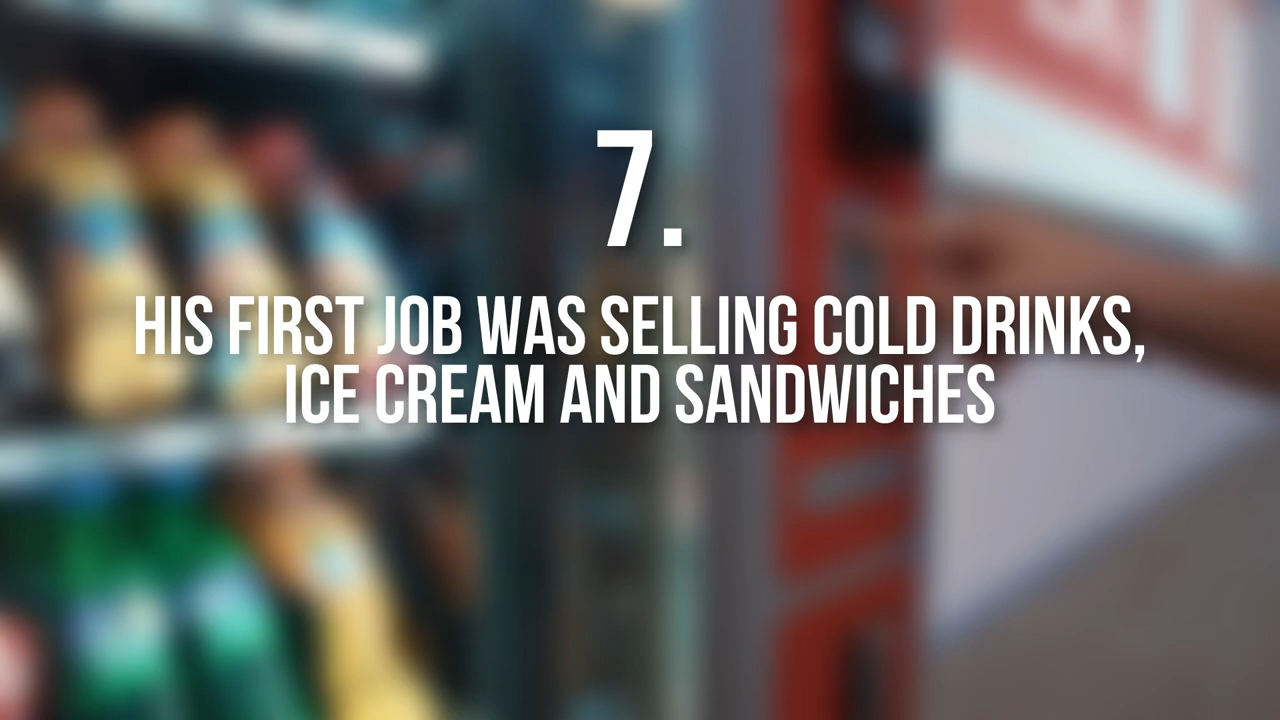 7.
HIS FIRST JOB WAS SELLING COLD DRINKS,
ICE CREAM AND SANDWICHES